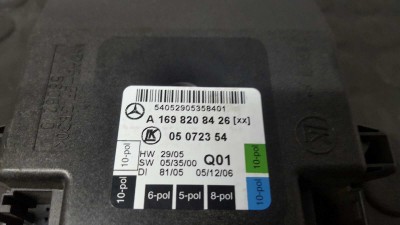 54052905358401
A 169 820 84 26 [xx]
05 0723 54
HW 29/05
SW 05/35/00 Q01
DI 81/05 05/12/06
10-pol
10-pol
6-pol 5-pol 8-pol
10-pol
10-pol